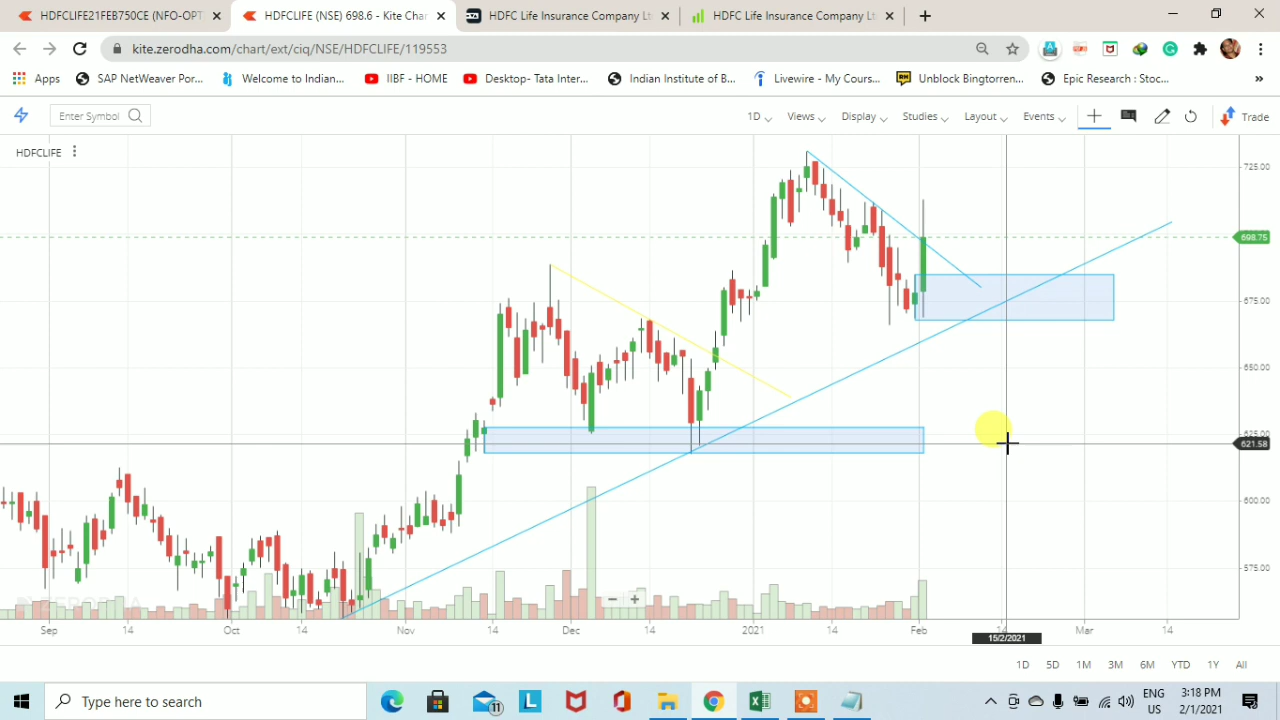 HDFCLIFE21FEB750CE (NFO-OPT
HDFCLIFE (NSE) 698.6 - Kite Char
HDFC Life Insurance Company Lt
HDFC Life Insurance Company Lt
kite.zerodha.com/chart/ext/ciq/NSE/HDFCLIFE/119553
Apps
SAP NetWeaver Por...
Welcome to Indian...
IIBF - HOME
Desktop- Tata Inter...
Indian Institute of B...
Livewire - My Cours...
Unblock Bingtorren...
Epic Research : Stoc...
»
Enter Symbol
1D
Views
Display
Studies
Layout
Events
Trade
HDFCLIFE
725.00
698.75
675.00
650.00
625.00
621.58
600.00
575.00
ZERODHA
Sep
14
Oct
14
Nov
14
Dec
14
2021
14
Feb
14
Mar
14
15/2/2021
1D
5D
1M
3M
6M
YTD
1Y
All
Type here to search
11
ENG
US
3:18 PM
2/1/2021